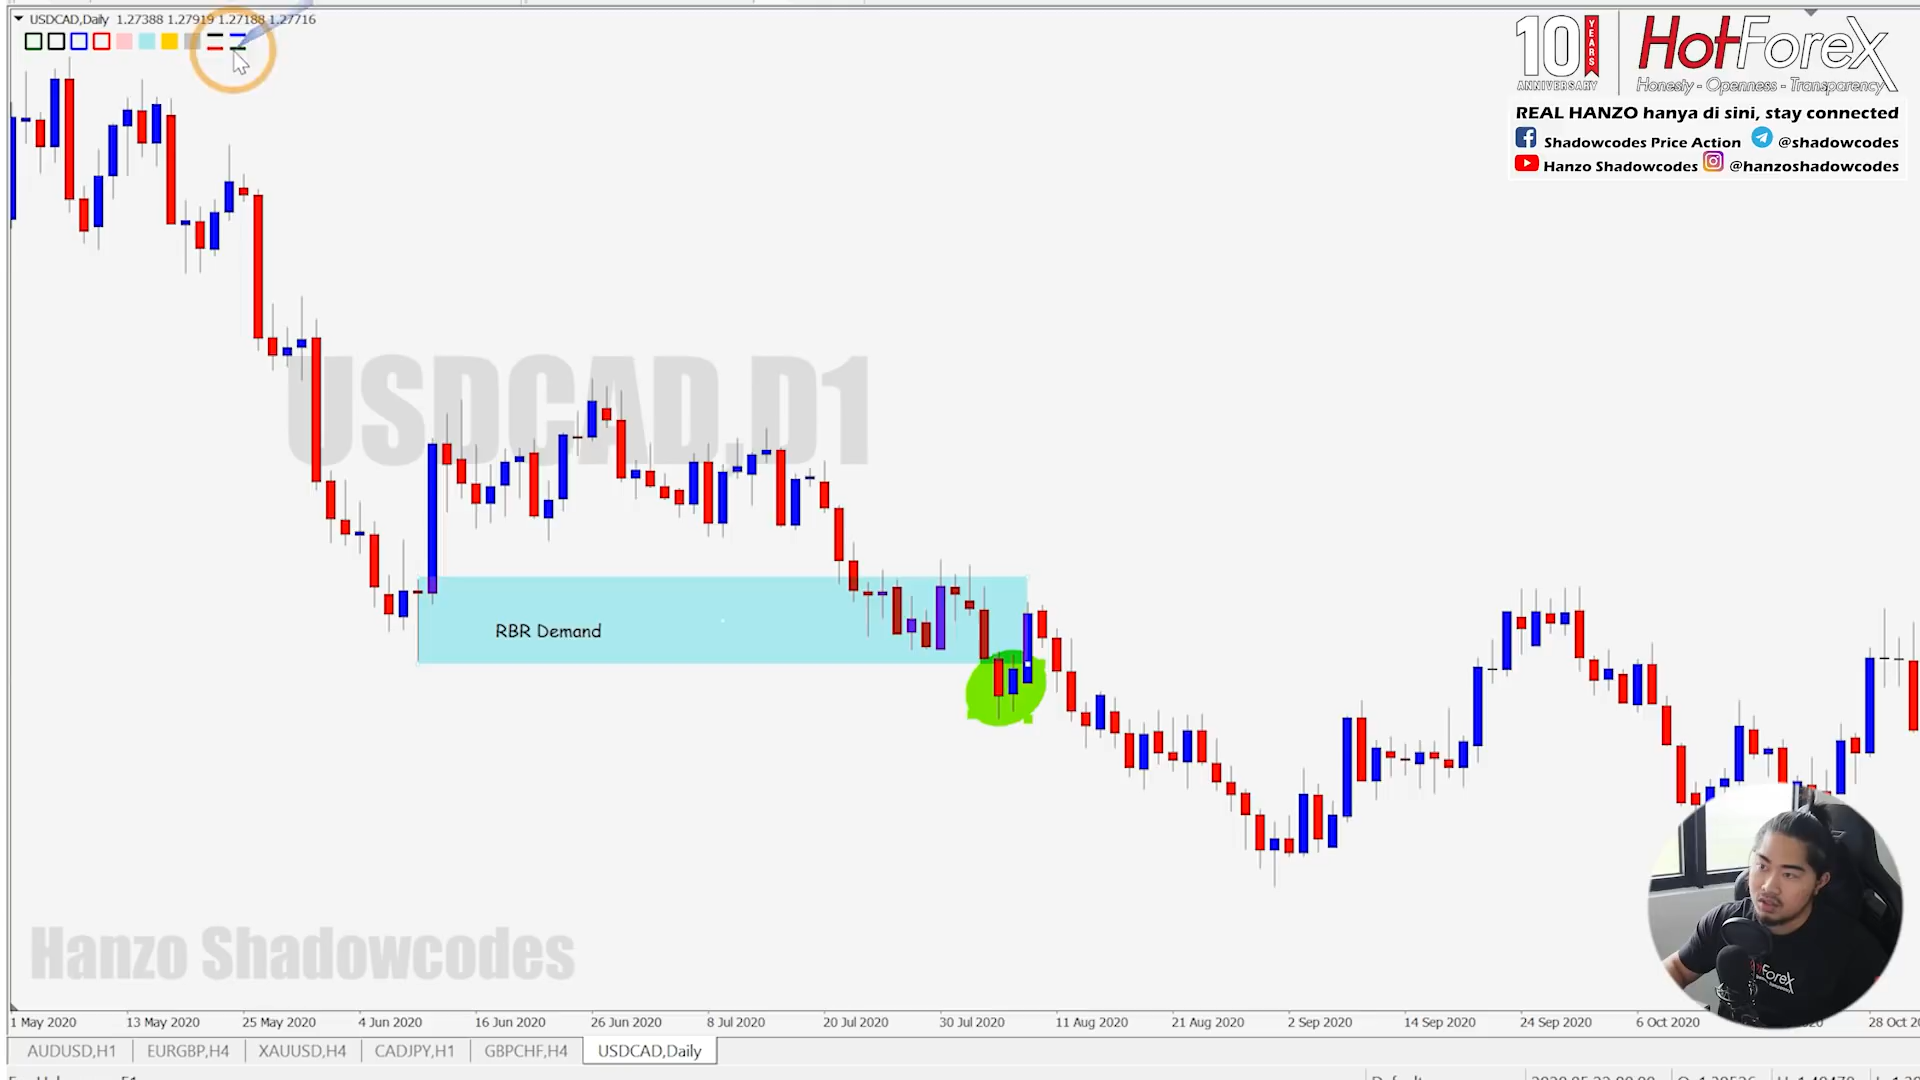 USDCAD,Daily 1.27388 1.27919 1.27188 1.27716
10 YEARS ANNIVERSARY
HotForex
Honesty - Openness - Transparency
REAL HANZO hanya di sini, stay connected
Shadowcodes Price Action @shadowcodes
Hanzo Shadowcodes @hanzoshadowcodes
USDCAD,D1
RBR Demand
Hanzo Shadowcodes
1 May 2020 13 May 2020 25 May 2020 4 Jun 2020 16 Jun 2020 26 Jun 2020 8 Jul 2020 20 Jul 2020 30 Jul 2020 11 Aug 2020 21 Aug 2020 2 Sep 2020 14 Sep 2020 24 Sep 2020 6 Oct 2020 28 Oct
AUDUSD,H1 EURGBP,H4 XAUUSD,H4 CADJPY,H1 GBPCHF,H4 USDCAD,Daily